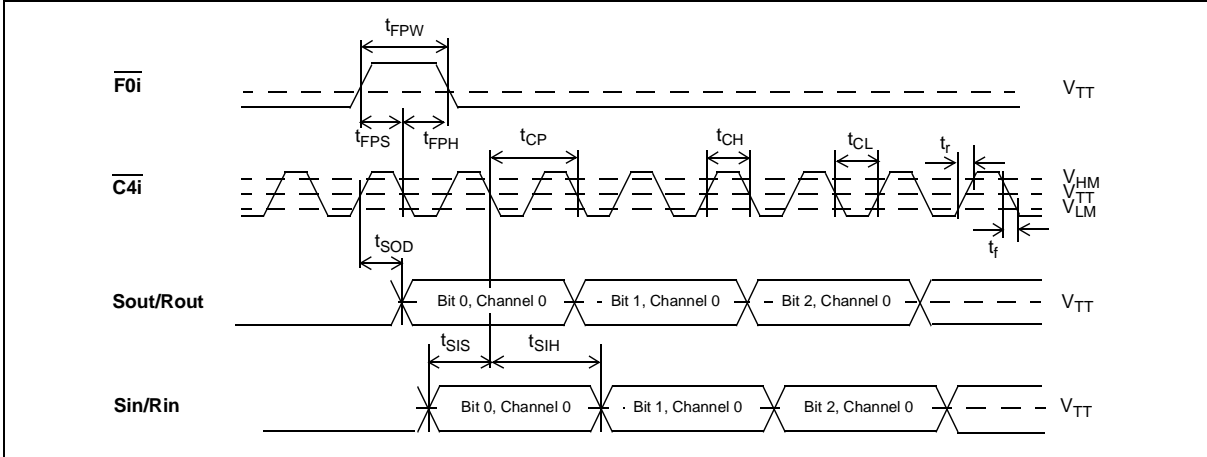 tFPW
F0i
VTT
tFPS
tFPH
tCP
tCH
tCL
tr
C4i
VHM
VTT
VLM
tSOD
tf
Sout/Rout
Bit 0, Channel 0
Bit 1, Channel 0
Bit 2, Channel 0
VTT
tSIS
tSIH
Sin/Rin
Bit 0, Channel 0
Bit 1, Channel 0
Bit 2, Channel 0
VTT